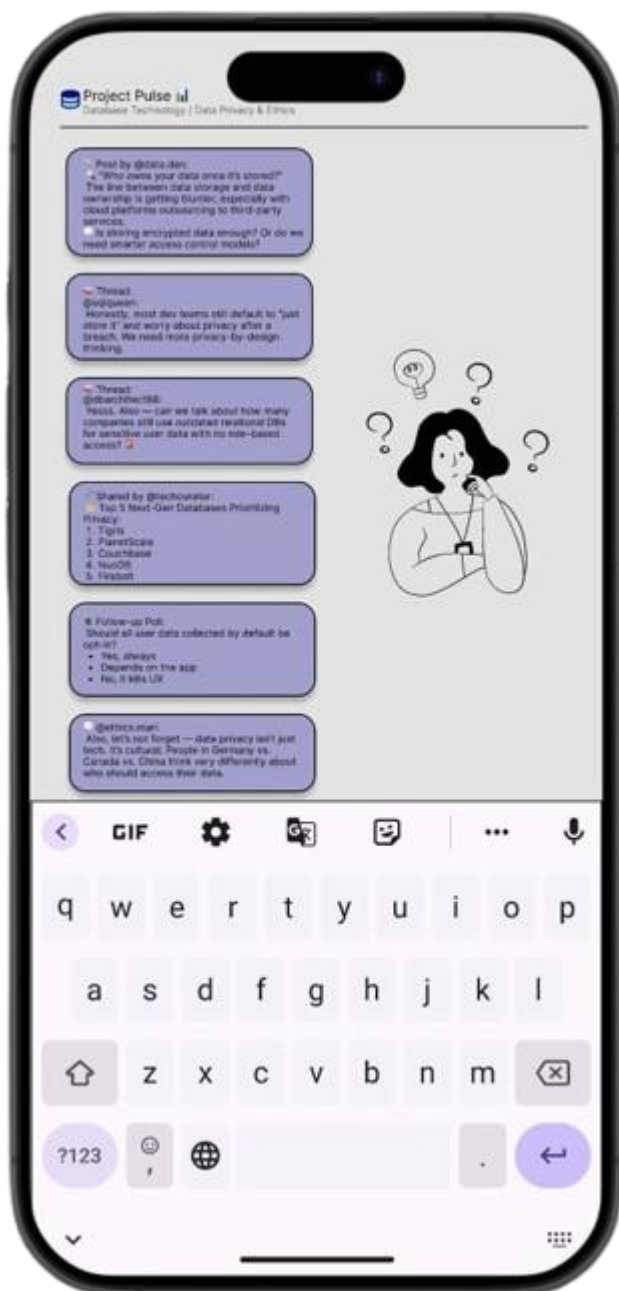 Project Pulse
Database Technology / Data Privacy & Ethics
Post by @data.den:
"Who owns your data once it's stored?"
The line between data storage and data
ownership is getting blurrier, especially with
cloud platforms outsourcing to third-party
services.
Is storing encrypted data enough? Or do we
need smarter access control models?
Thread:
@sqlqueen:
Honestly, most dev teams still default to "just
store it" and worry about privacy after a
breach. We need more privacy-by-design
thinking.
Thread:
Yesss. Also — can we talk about how many
companies still use outdated relational DBs
for sensitive user data with no role-based
access?
Shared by @techcurator:
Top 5 Next-Gen Databases Prioritizing
Privacy:
1. Tigris
2. PlanetScale
3. Couchbase
4. NuoDB
5. Firebolt
Follow-up Poll:
Should all user data collected by default be
opt-in?
• Yes, always
• Depends on the app
• No, it kills UX
@ethics.mari:
Also, let's not forget — data privacy isn't just
tech. It's cultural. People in Germany vs.
Canada vs. China think very differently about
who should access their data.
GIF
q w e r t y u i o p
a s d f g h j k l
z x c v b n m
?123 , .